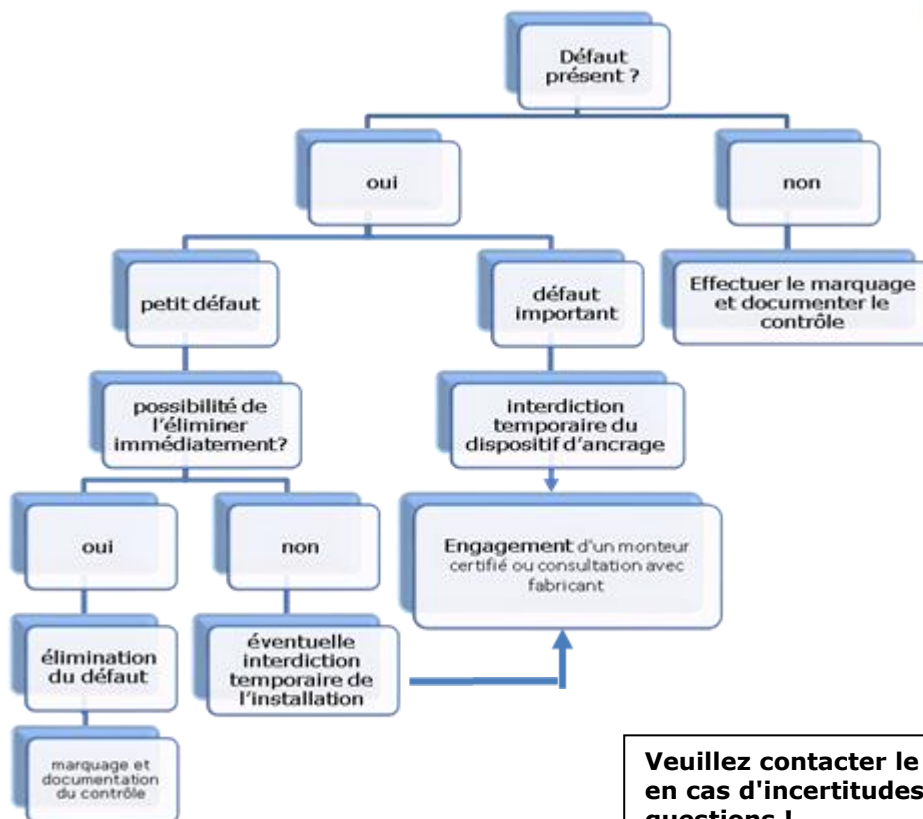 Défaut
présent ?
oui
non
petit défaut
défaut
important
Effectuer le marquage
et documenter le
contrôle
possibilité de
l'éliminer
immédiatement?
interdiction
temporaire du
dispositif d'ancrage
oui
non
Engagement d'un monteur
certifié ou consultation avec
fabricant
élimination
du défaut
éventuelle
interdiction
temporaire de
l'installation
marquage et
documentation
du contrôle
Veuillez contacter le
en cas d'incertitudes
questions !